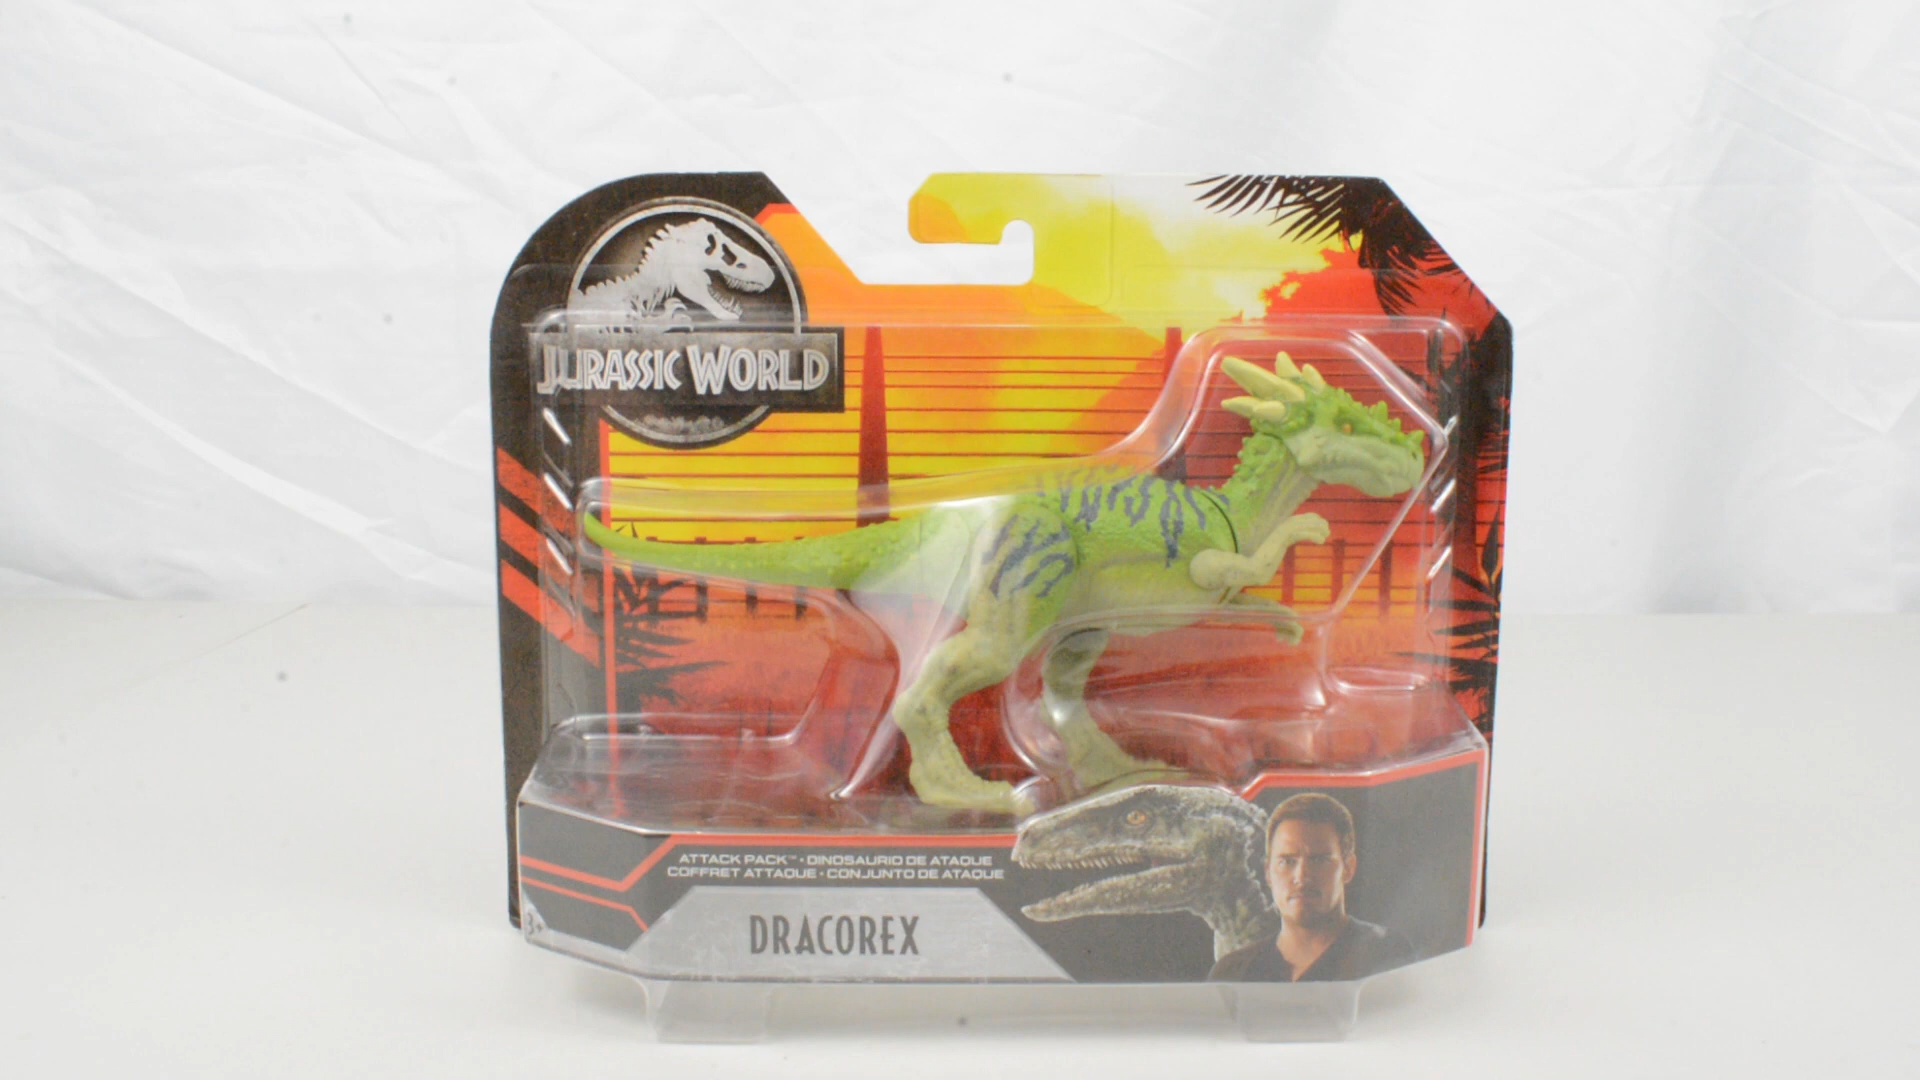 JURASSIC WORLD
ATTACK PACK™ • DINOSAURIO DE ATAQUE
COFFRET ATTAQUE • CONJUNTO DE ATAQUE
DRACOREX
3+